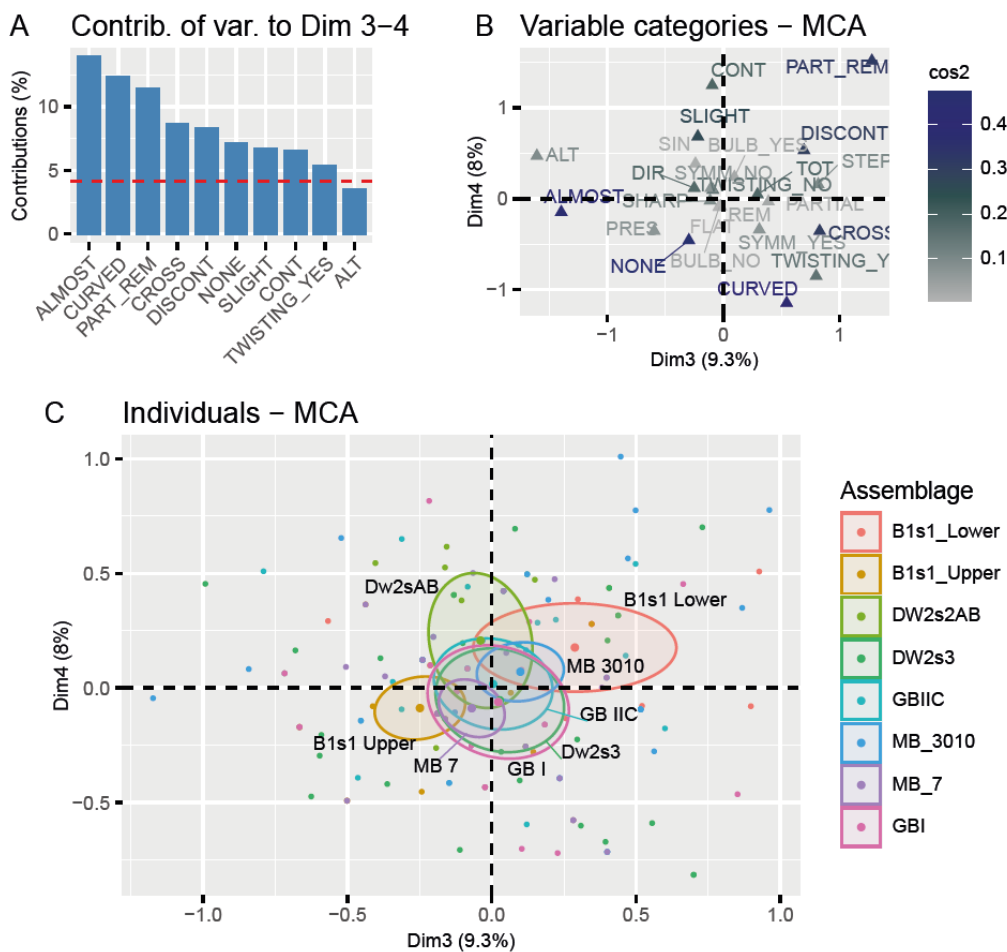 A Contrib. of var. to Dim 3−4
Contributions (%)
10
5
0
ALMOST
CURVED
PART_REM
CROSS
DISCONT
NONE
SLIGHT
CONT
TWISTING_YES
ALT
B Variable categories − MCA
Dim4 (8%)
1
0
−1
CONT
PART_REM
SLIGHT
DISCONT
SIN
BULB_YES
ALT
STEP
DIR
SYMM_NO
TOT
TWISTING_NO
ALMOST
SHARP
REM
PARTIAL
PRES
FLAT
SYMM_YES
CROSS
NONE
BULB_NO
TWISTING_Y
CURVED
−1
0
1
Dim3 (9.3%)
cos2
0.4
0.3
0.2
0.1
C Individuals − MCA
Dim4 (8%)
1.0
0.5
0.0
−0.5
Dw2sAB
B1s1 Lower
MB 3010
GB IIC
B1s1 Upper
MB 7
GB I
Dw2s3
−1.0
−0.5
0.0
0.5
1.0
Dim3 (9.3%)
Assemblage
B1s1_Lower
B1s1_Upper
DW2s2AB
DW2s3
GBIIC
MB_3010
MB_7
GBI